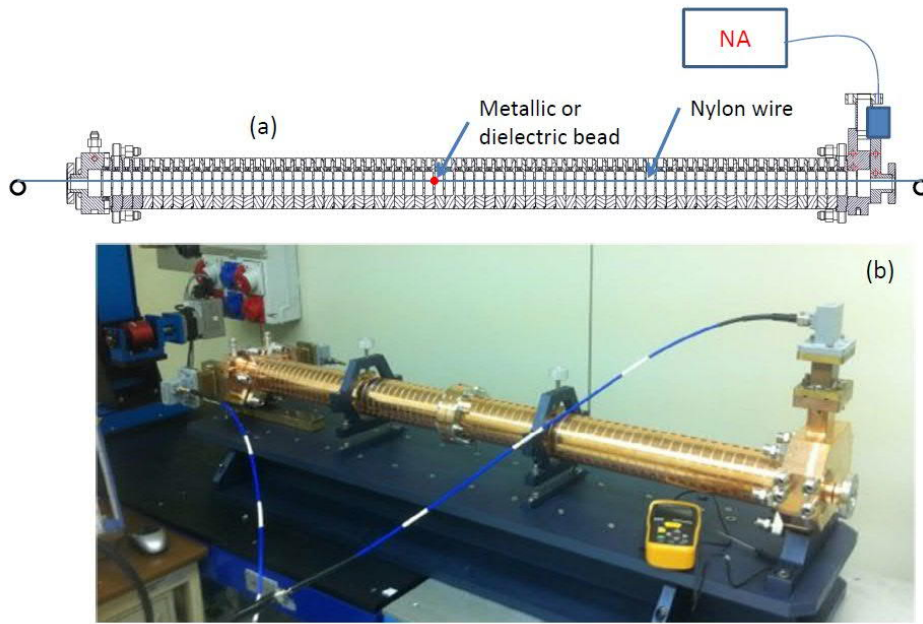 NA
Metallic or
dielectric bead
Nylon wire
(a)
(b)